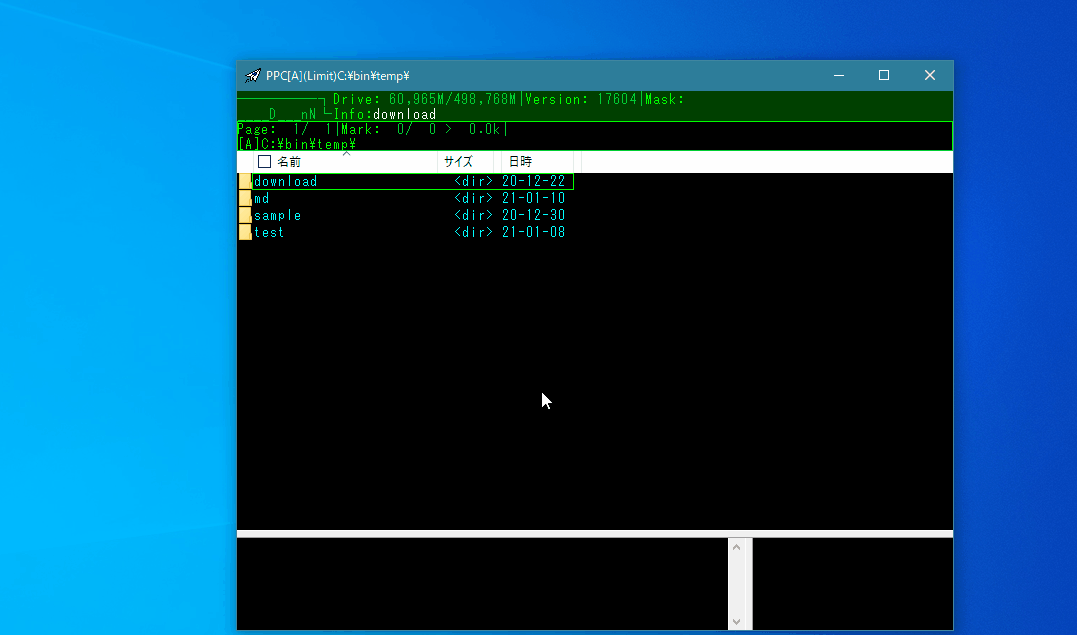 PPC[A](Limit)C:¥bin¥temp¥
Drive: 60,965M/498,768M|Version: 17604|Mask:
____D___nN└Info:download
Page: 1/ 1|Mark: 0/ 0 > 0.0k|
[A]C:¥bin¥temp¥
名前 サイズ 日時
download <dir> 20-12-22
md <dir> 21-01-10
sample <dir> 20-12-30
test <dir> 21-01-08